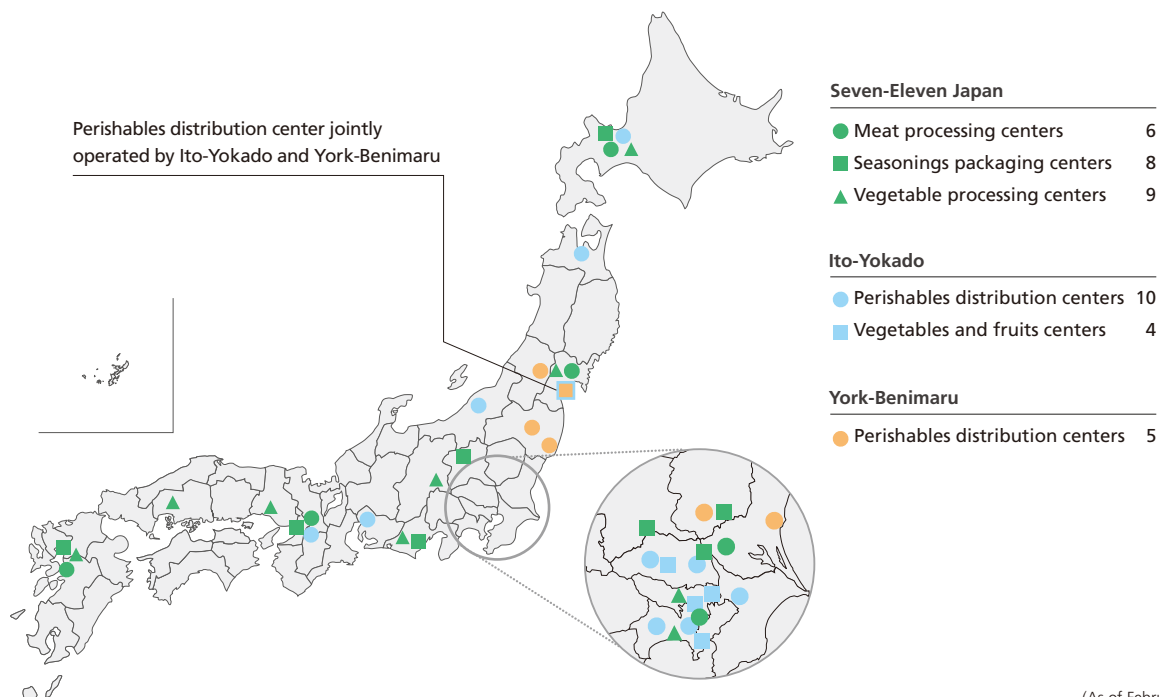 Perishables distribution center jointly
operated by Ito-Yokado and York-Benimaru
Seven-Eleven Japan
Meat processing centers 6
Seasonings packaging centers 8
Vegetable processing centers 9
Ito-Yokado
Perishables distribution centers 10
Vegetables and fruits centers 4
York-Benimaru
Perishables distribution centers 5
(As of